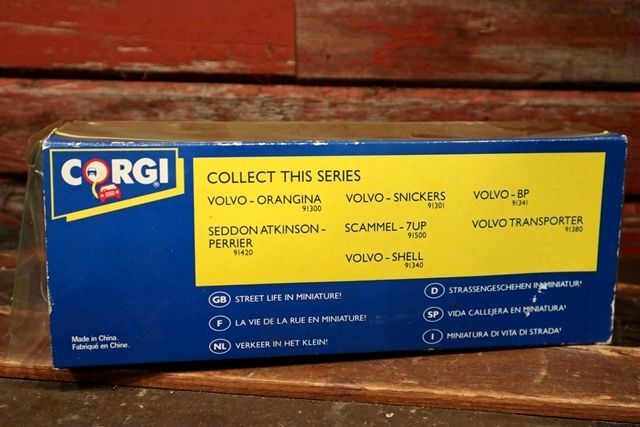 CORGI
®
COLLECT THIS SERIES
VOLVO - ORANGINA
91300
VOLVO - SNICKERS
91301
VOLVO - BP
91341
SEDDON ATKINSON -
PERRIER
91420
SCAMMEL - 7UP
91500
VOLVO TRANSPORTER
91380
VOLVO - SHELL
91340
GB STREET LIFE IN MINIATURE!
F LA VIE DE LA RUE EN MINIATURE!
NL VERKEER IN HET KLEIN!
D STRASSENGESCHEHEN IN MINIATUR!
SP VIDA CALLEJERA EN MINIATURA!
I MINIATURA DI VITA DI STRADA!
Made in China.
Fabriqué en Chine.